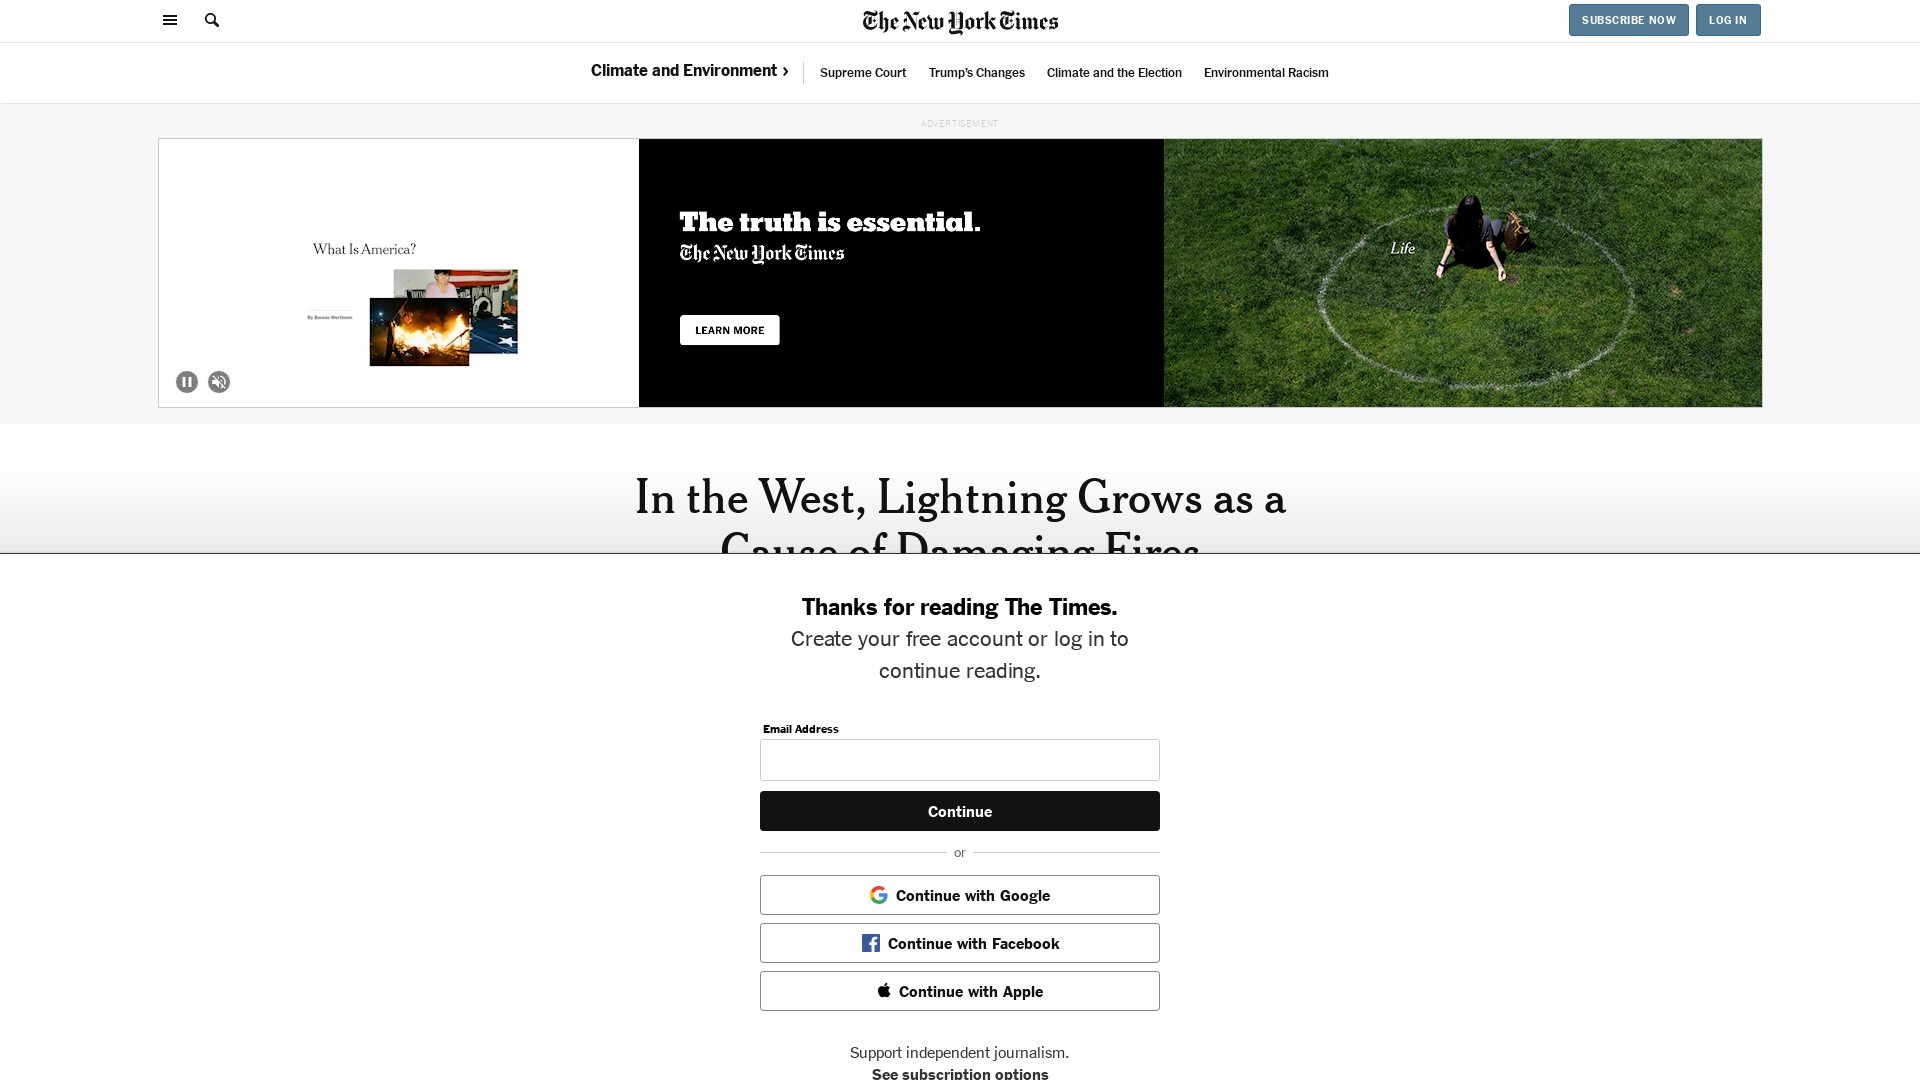 The New York Times
SUBSCRIBE NOW
LOG IN
Climate and Environment ›
Supreme Court
Trump's Changes
Climate and the Election
Environmental Racism
ADVERTISEMENT
What Is America?
By Bonnie Wertheim
The truth is essential.
The New York Times
LEARN MORE
Life
In the West, Lightning Grows as a
Cause of Damaging Fires
Thanks for reading The Times.
Create your free account or log in to
continue reading.
Email Address
Continue
or
Continue with Google
Continue with Facebook
Continue with Apple
Support independent journalism.
See subscription options